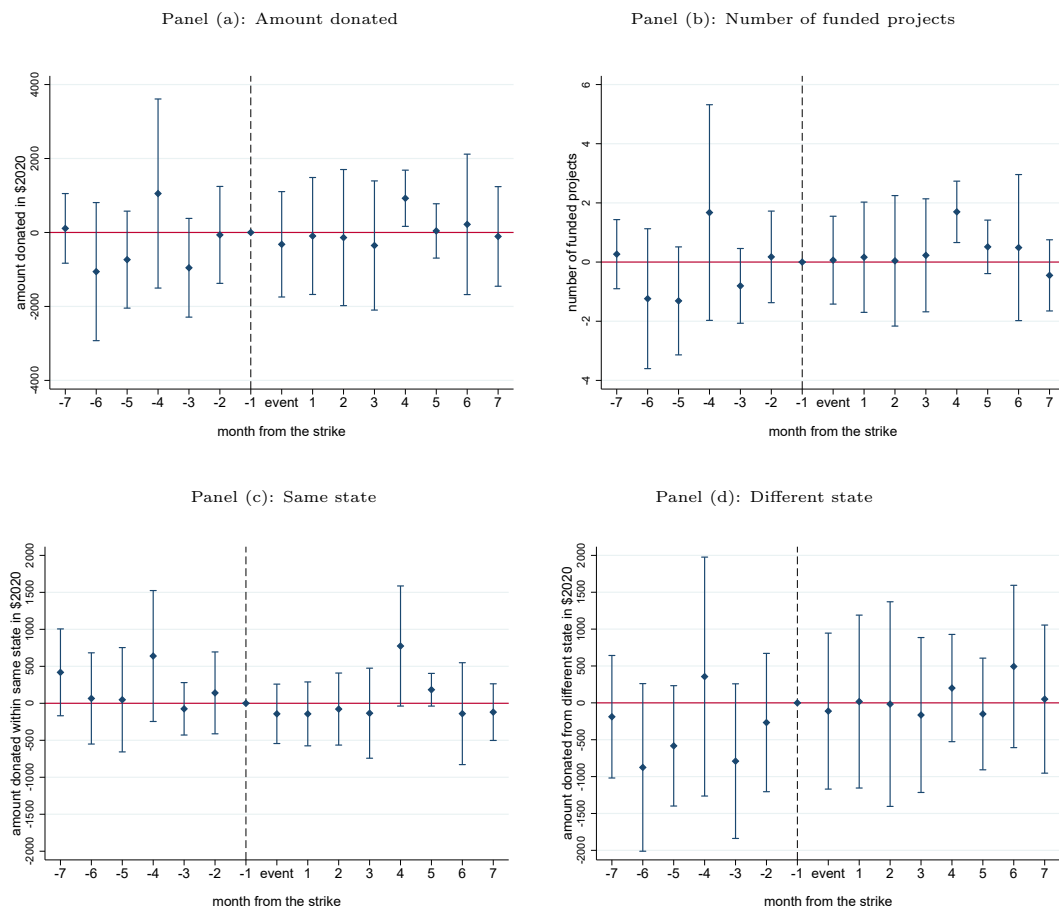 Panel (a): Amount donated
amount donated in $2020
4000
2000
0
2000
4000
-7 -6 -5 -4 -3 -2 -1 event 1 2 3 4 5 6 7
month from the strike
Panel (b): Number of funded projects
number of funded projects
6
4
2
0
-2
-4
-7 -6 -5 -4 -3 -2 -1 event 1 2 3 4 5 6 7
month from the strike
Panel (c): Same state
amount donated within same state in $2020
2000
1500
1000
500
0
-500
-1000
-1500
-2000
-7 -6 -5 -4 -3 -2 -1 event 1 2 3 4 5 6 7
month from the strike
Panel (d): Different state
amount donated from different state in $2020
2000
1500
1000
500
0
-500
-1000
-1500
-2000
-7 -6 -5 -4 -3 -2 -1 event 1 2 3 4 5 6 7
month from the strike